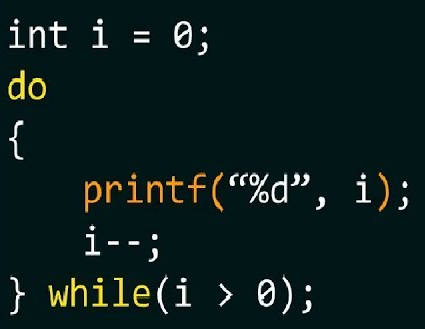 int i = 0;
do
{
printf(“%d”, i);
i--;
} while(i > 0);